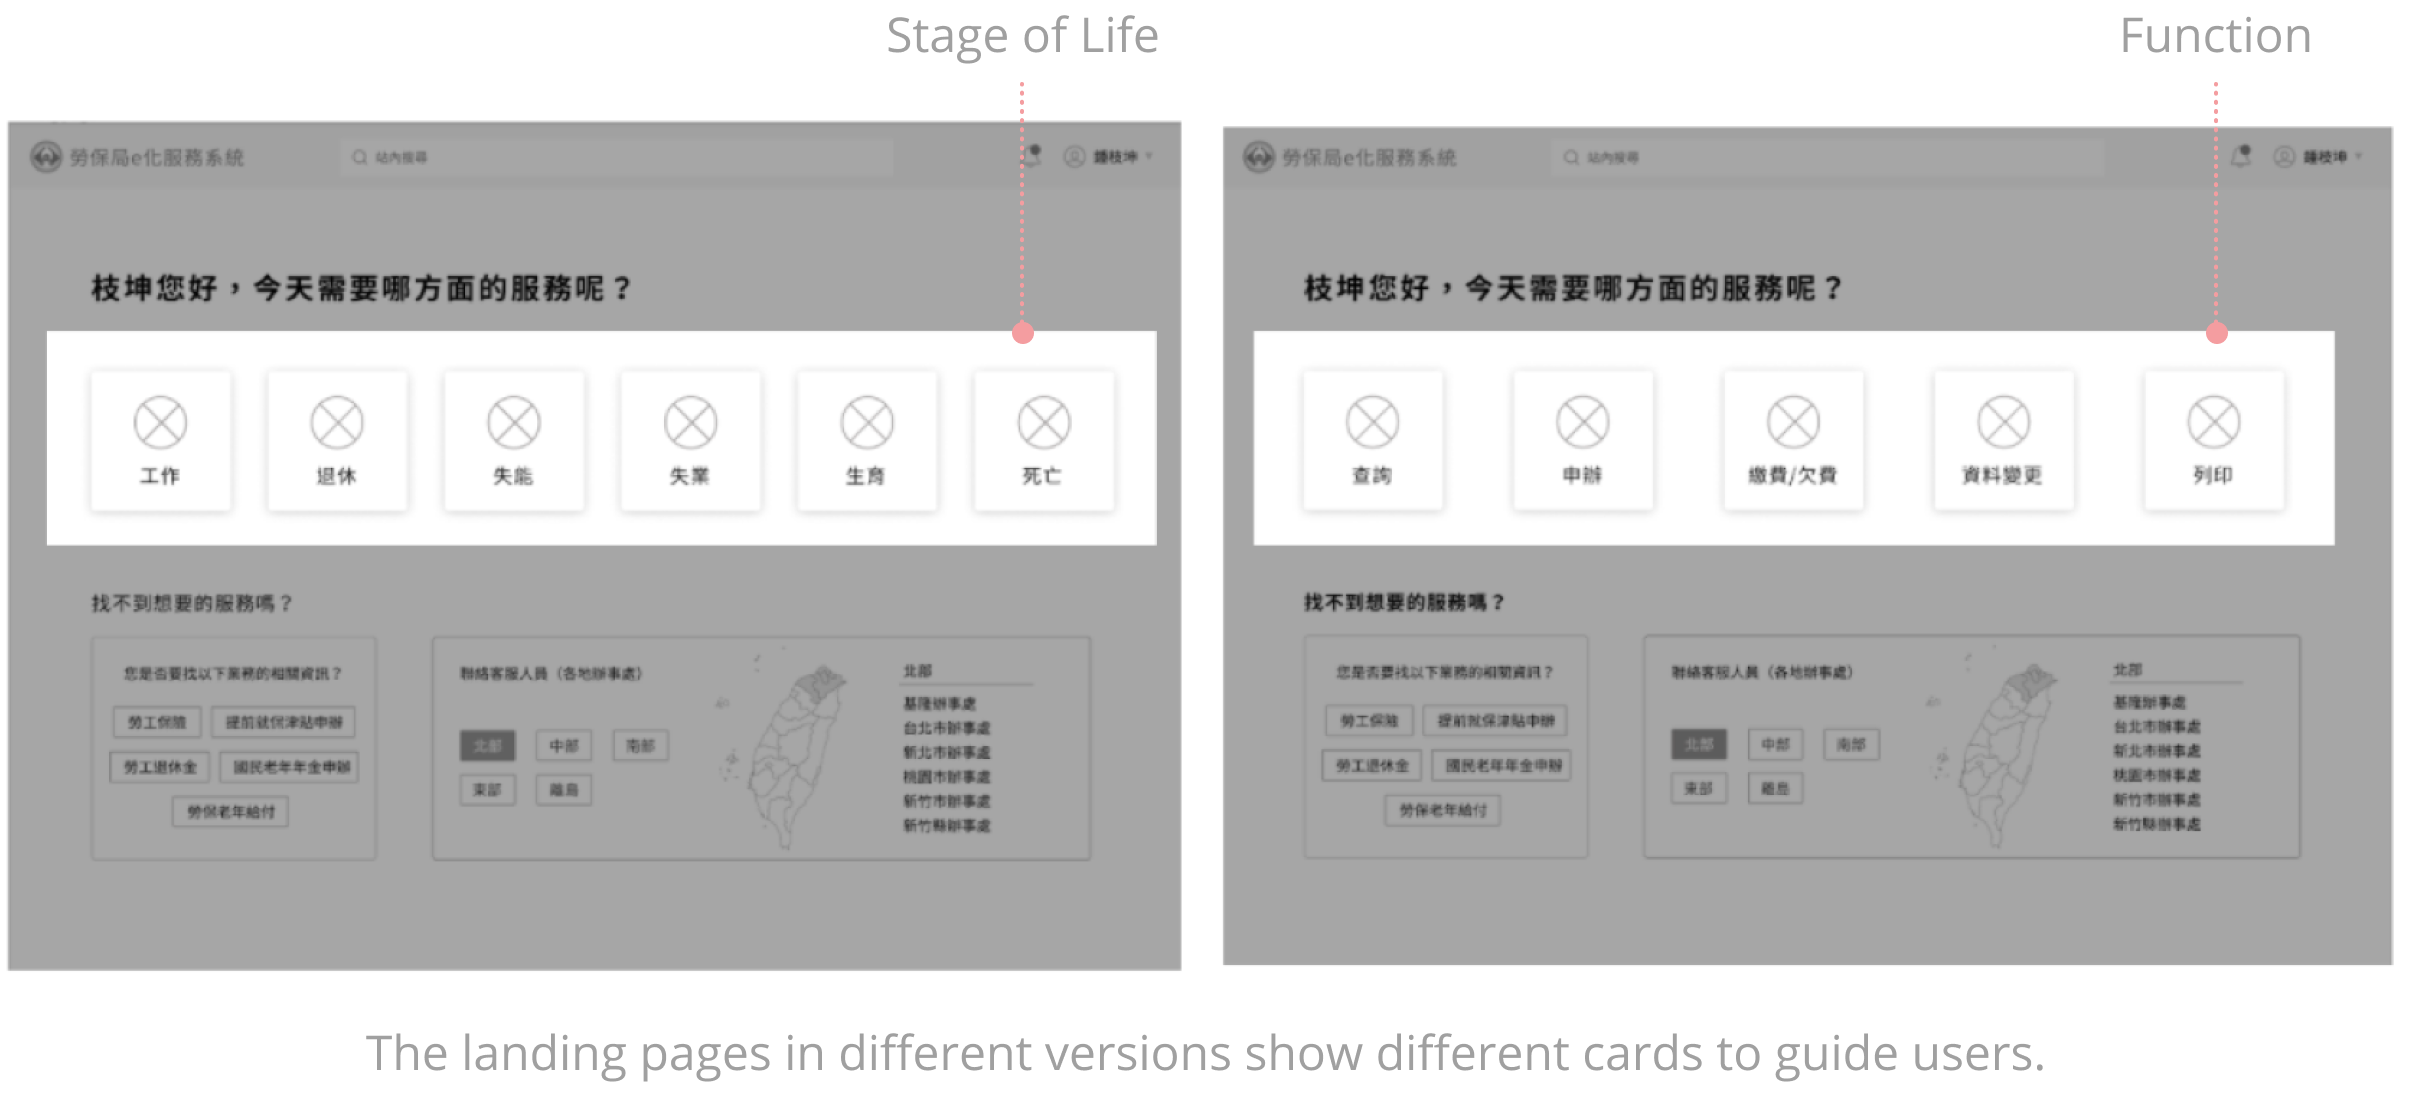 Stage of Life
Function
勞保局e化服務系統
站內搜尋
鍾枝坤
枝坤您好，今天需要哪方面的服務呢？
工作
退休
失能
失業
生育
死亡
找不到想要的服務嗎？
您是否要找以下業務的相關資訊？
勞工保險
提前就保津貼申辦
勞工退休金
國民老年年金申辦
勞保老年給付
聯絡客服人員（各地辦事處）
北部
中部
南部
東部
離島
北部
基隆辦事處
台北市辦事處
新北市辦事處
桃園市辦事處
新竹市辦事處
新竹縣辦事處
勞保局e化服務系統
站內搜尋
鍾枝坤
枝坤您好，今天需要哪方面的服務呢？
查詢
申辦
繳費/欠費
資料變更
列印
找不到想要的服務嗎？
您是否要找以下業務的相關資訊？
勞工保險
提前就保津貼申辦
勞工退休金
國民老年年金申辦
勞保老年給付
聯絡客服人員（各地辦事處）
北部
中部
南部
東部
離島
北部
基隆辦事處
台北市辦事處
新北市辦事處
桃園市辦事處
新竹市辦事處
新竹縣辦事處
The landing pages in different versions show different cards to guide users.